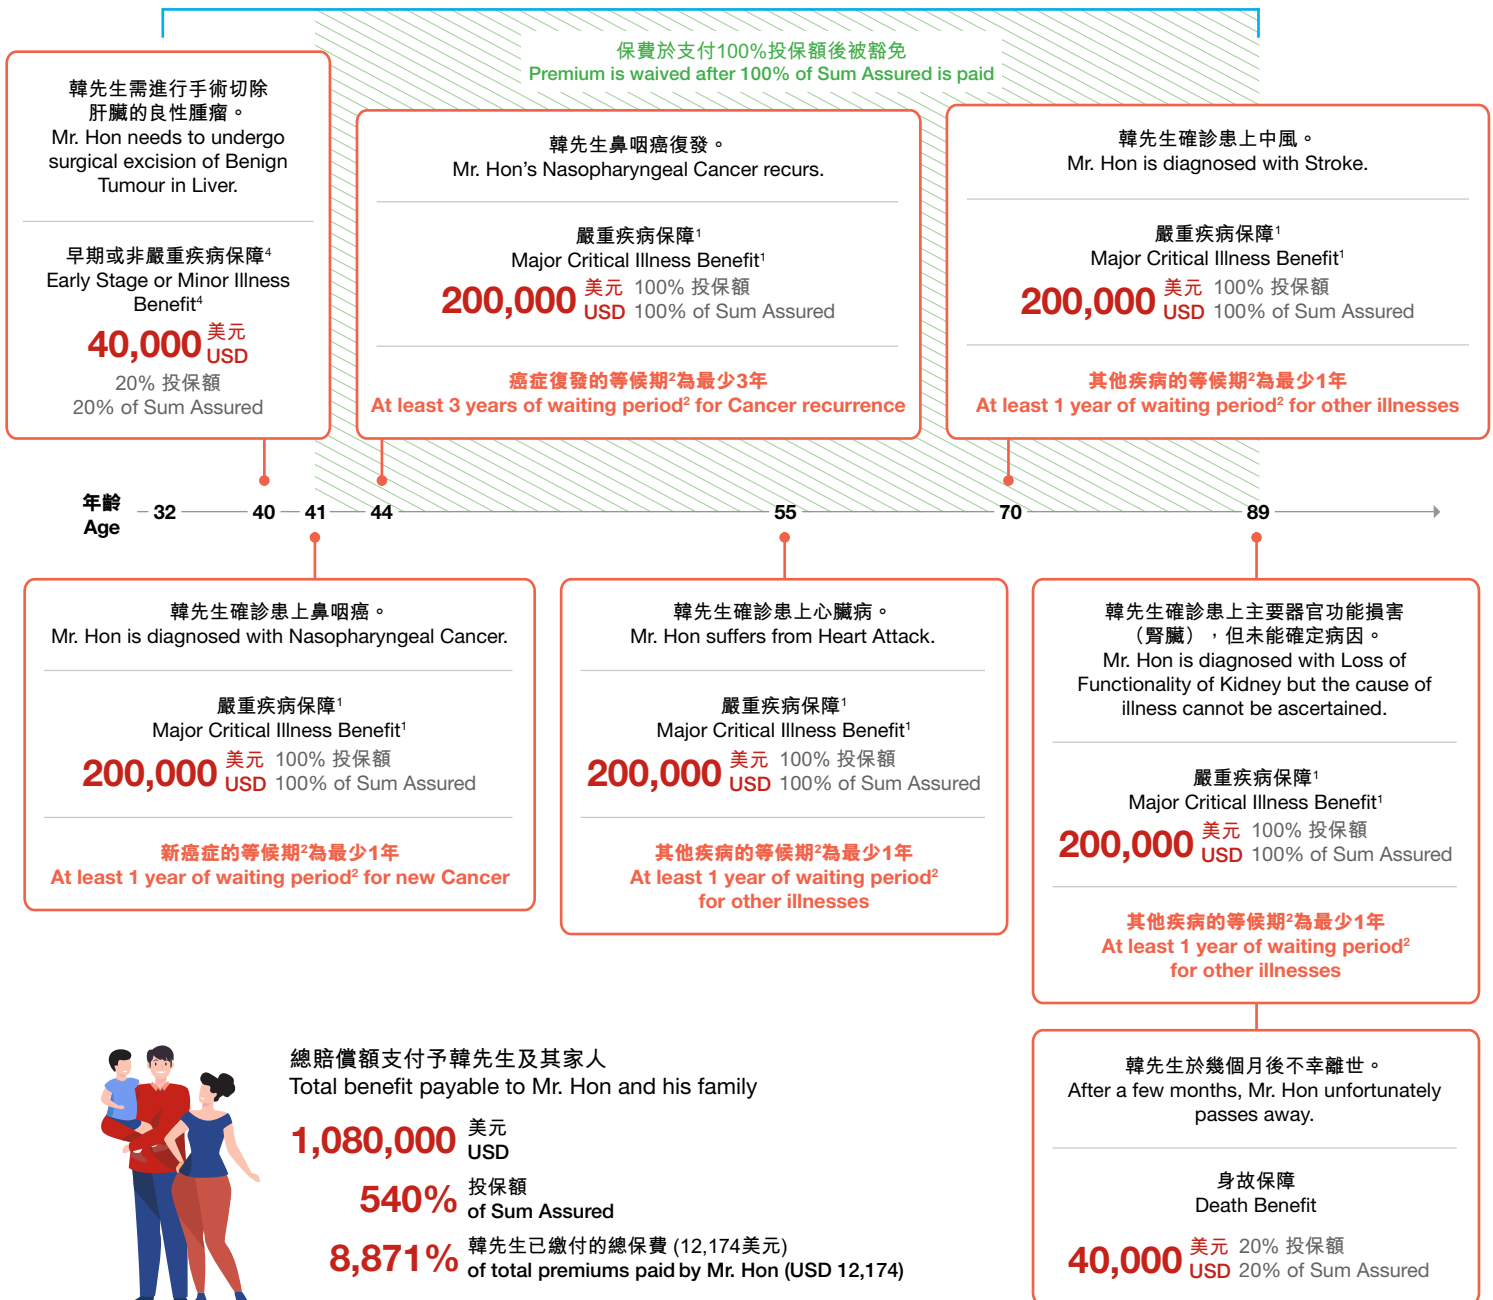 保費於支付100%投保額後被豁免
Premium is waived after 100% of Sum Assured is paid
韓先生需進行手術切除
肝臟的良性腫瘤。
Mr. Hon needs to undergo
surgical excision of Benign
Tumour in Liver.
早期或非嚴重疾病保障4
Early Stage or Minor Illness
Benefit4
40,000 美元
USD
20% 投保額
20% of Sum Assured
韓先生鼻咽癌復發。
Mr. Hon’s Nasopharyngeal Cancer recurs.
嚴重疾病保障1
Major Critical Illness Benefit1
200,000 美元 100% 投保額
USD 100% of Sum Assured
癌症復發的等候期2為最少3年
At least 3 years of waiting period2 for Cancer recurrence
韓先生確診患上中風。
Mr. Hon is diagnosed with Stroke.
嚴重疾病保障1
Major Critical Illness Benefit1
200,000 美元 100% 投保額
USD 100% of Sum Assured
其他疾病的等候期2為最少1年
At least 1 year of waiting period2 for other illnesses
年齡
Age
32 40 41 44 55 70 89
韓先生確診患上鼻咽癌。
Mr. Hon is diagnosed with Nasopharyngeal Cancer.
嚴重疾病保障1
Major Critical Illness Benefit1
200,000 美元 100% 投保額
USD 100% of Sum Assured
新癌症的等候期2為最少1年
At least 1 year of waiting period2 for new Cancer
韓先生確診患上心臟病。
Mr. Hon suffers from Heart Attack.
嚴重疾病保障1
Major Critical Illness Benefit1
200,000 美元 100% 投保額
USD 100% of Sum Assured
其他疾病的等候期2為最少1年
At least 1 year of waiting period2
for other illnesses
韓先生確診患上主要器官功能損害
（腎臟），但未能確定病因。
Mr. Hon is diagnosed with Loss of
Functionality of Kidney but the cause of
illness cannot be ascertained.
嚴重疾病保障1
Major Critical Illness Benefit1
200,000 美元 100% 投保額
USD 100% of Sum Assured
其他疾病的等候期2為最少1年
At least 1 year of waiting period2
for other illnesses
韓先生於幾個月後不幸離世。
After a few months, Mr. Hon unfortunately
passes away.
身故保障
Death Benefit
40,000 美元 20% 投保額
USD 20% of Sum Assured
總賠償額支付予韓先生及其家人
Total benefit payable to Mr. Hon and his family
1,080,000 美元
USD
540% 投保額
of Sum Assured
8,871% 韓先生已繳付的總保費 (12,174美元)
of total premiums paid by Mr. Hon (USD 12,174)